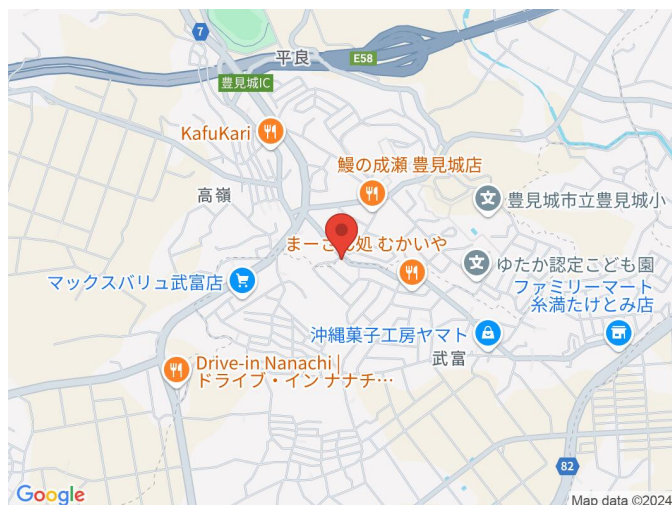 7
平良
E58
豊見城IC
KafuKari
鰻の成瀬 豊見城店
高嶺
豊見城市立豊見城小
まーさん処 むかいや
ゆたか認定こども園
マックスバリュ武富店
ファミリーマート
糸満たけとみ店
沖縄菓子工房ヤマト
武富
Drive-in Nanachi |
ドライブ・イン ナナチ…
82
Google
Map data ©2024